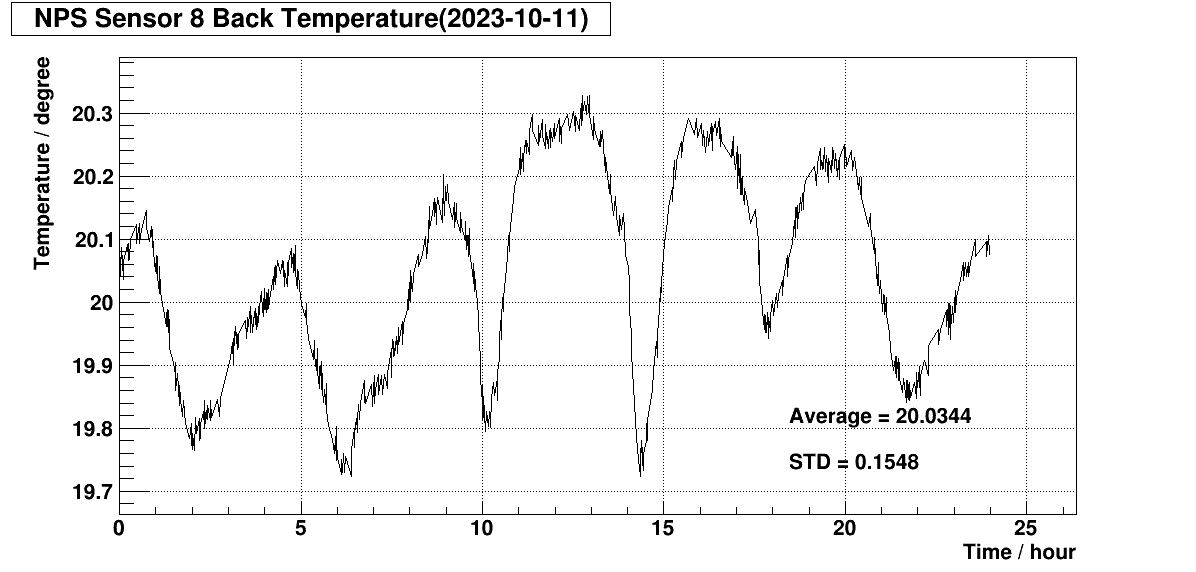 NPS Sensor 8 Back Temperature(2023-10-11)
Temperature / degree
20.3
20.2
20.1
20
19.9
19.8
19.7
Average = 20.0344
STD = 0.1548
0 5 10 15 20 25
Time / hour